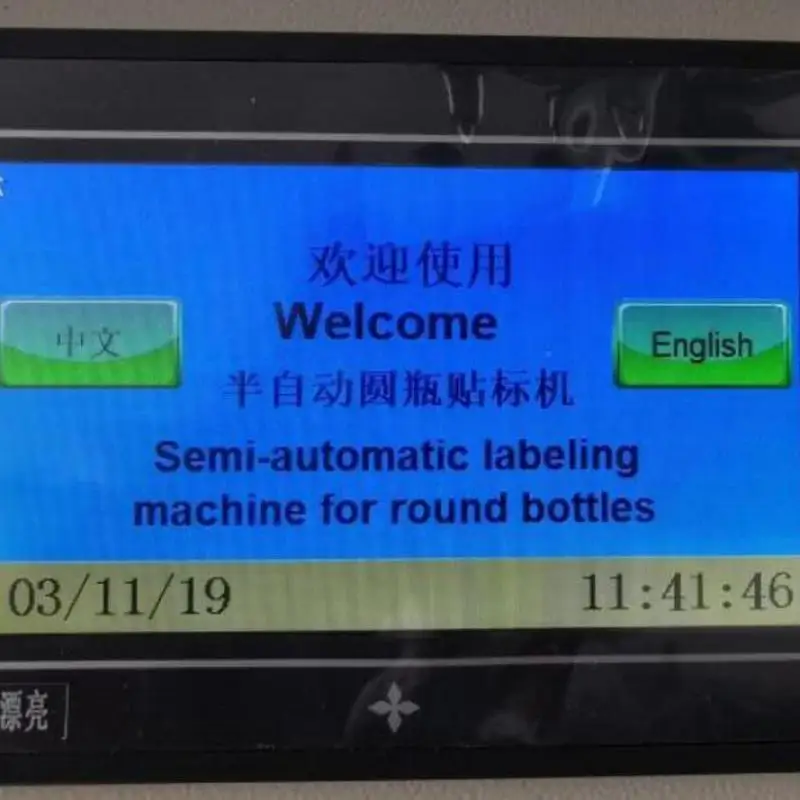 欢迎使用
中文
Welcome
English
半自动圆瓶贴标机
Semi-automatic labeling
machine for round bottles
03/11/19
11:41:46
漂亮